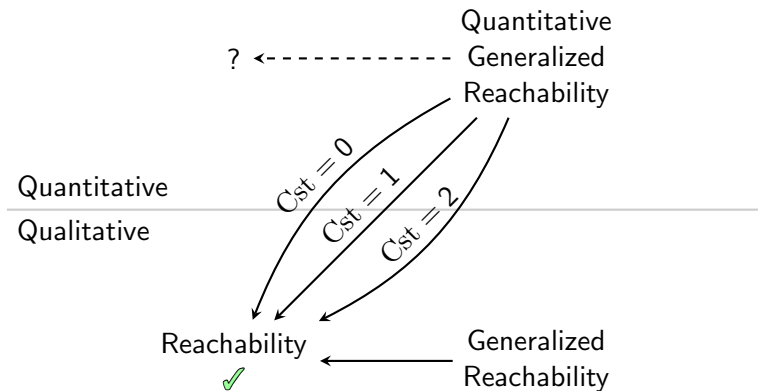 Quantitative
Generalized
Reachability
?
Cst = 0
Cst = 1
Cst = 2
Quantitative
Qualitative
Reachability
✓
Generalized
Reachability